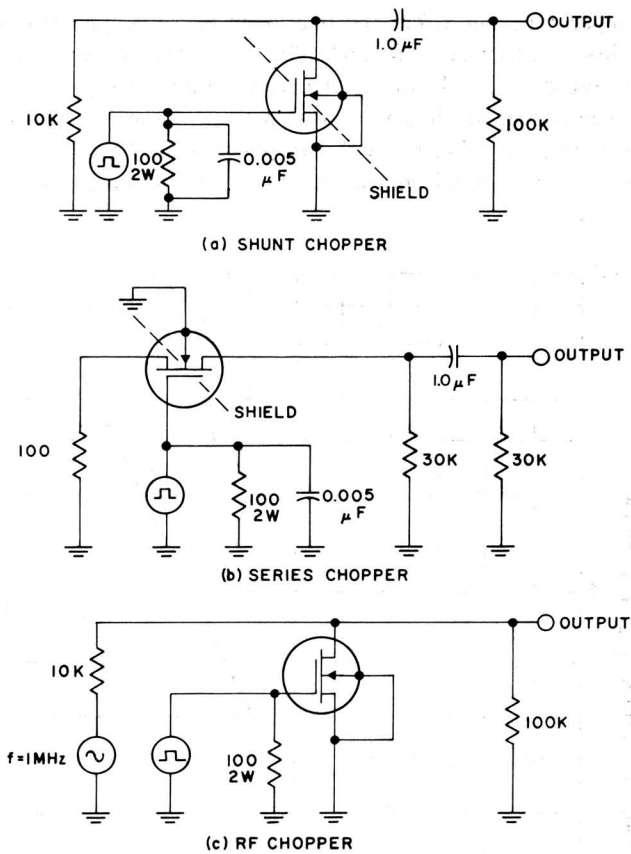 OUTPUT
1.0 μF
10K
100
2W
0.005
μF
100K
SHIELD
(a) SHUNT CHOPPER
OUTPUT
1.0 μF
SHIELD
100
100
2W
0.005
μF
30K
30K
(b) SERIES CHOPPER
OUTPUT
10K
f=1MHz
100
2W
100K
(c) RF CHOPPER